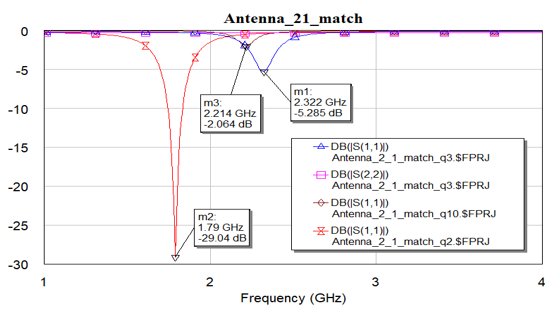 Antenna_21_match
0
-5
-10
-15
-20
-25
-30
m3:
2.214 GHz
-2.064 dB
m1:
2.322 GHz
-5.285 dB
m2:
1.79 GHz
-29.04 dB
DB(|S(1,1)|)
Antenna_2_1_match_q3.$FPRJ
DB(|S(2,2)|)
Antenna_2_1_match_q3.$FPRJ
DB(|S(1,1)|)
Antenna_2_1_match_q10.$FPRJ
DB(|S(1,1)|)
Antenna_2_1_match_q2.$FPRJ
1
2
3
4
Frequency (GHz)